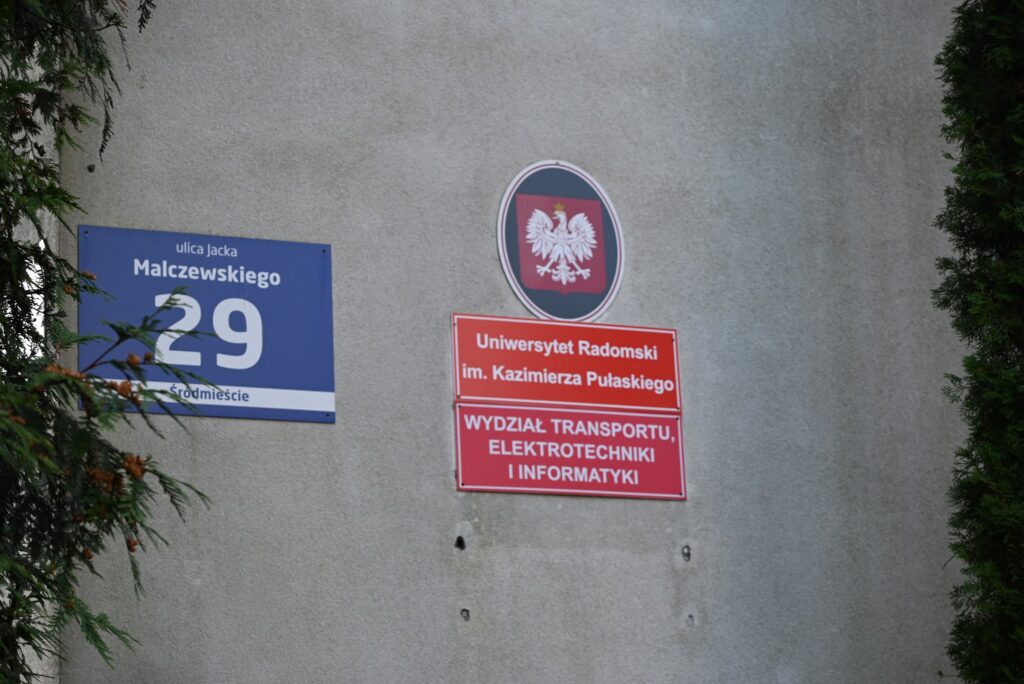 ulica Jacka
Malczewskiego
29
Śródmieście
Uniwersytet Radomski
im. Kazimierza Pułaskiego
WYDZIAŁ TRANSPORTU,
ELEKTROTECHNIKI
I INFORMATYKI